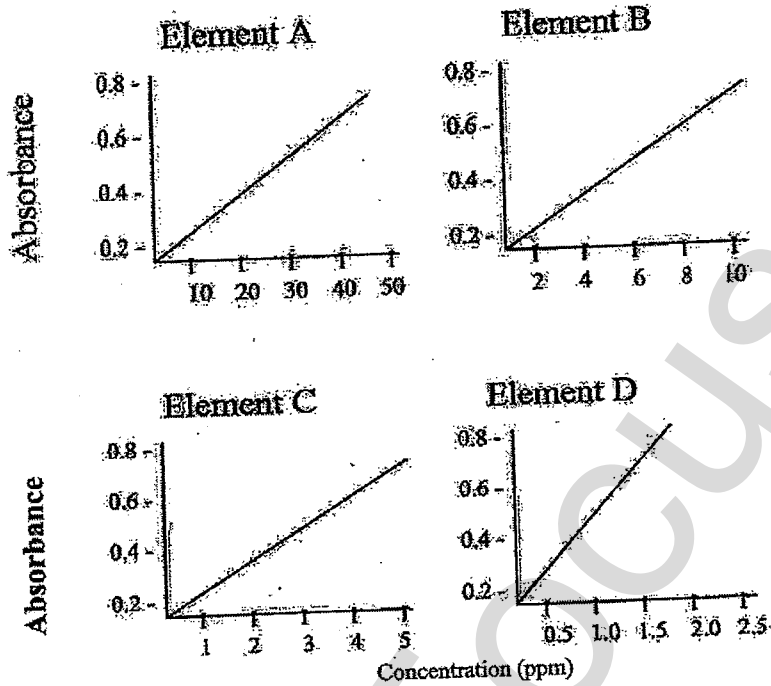 Element A
Element B
Absorbance
0.8
0.6
0.4
0.2
10 20 30 40 50
0.8
0.6
0.4
0.2
2 4 6 8 10
Element C
Element D
Absorbance
0.8
0.6
0.4
0.2
1 2 3 4 5
0.8
0.6
0.4
0.2
0.5 1.0 1.5 2.0 2.5
Concentration (ppm)
ocus